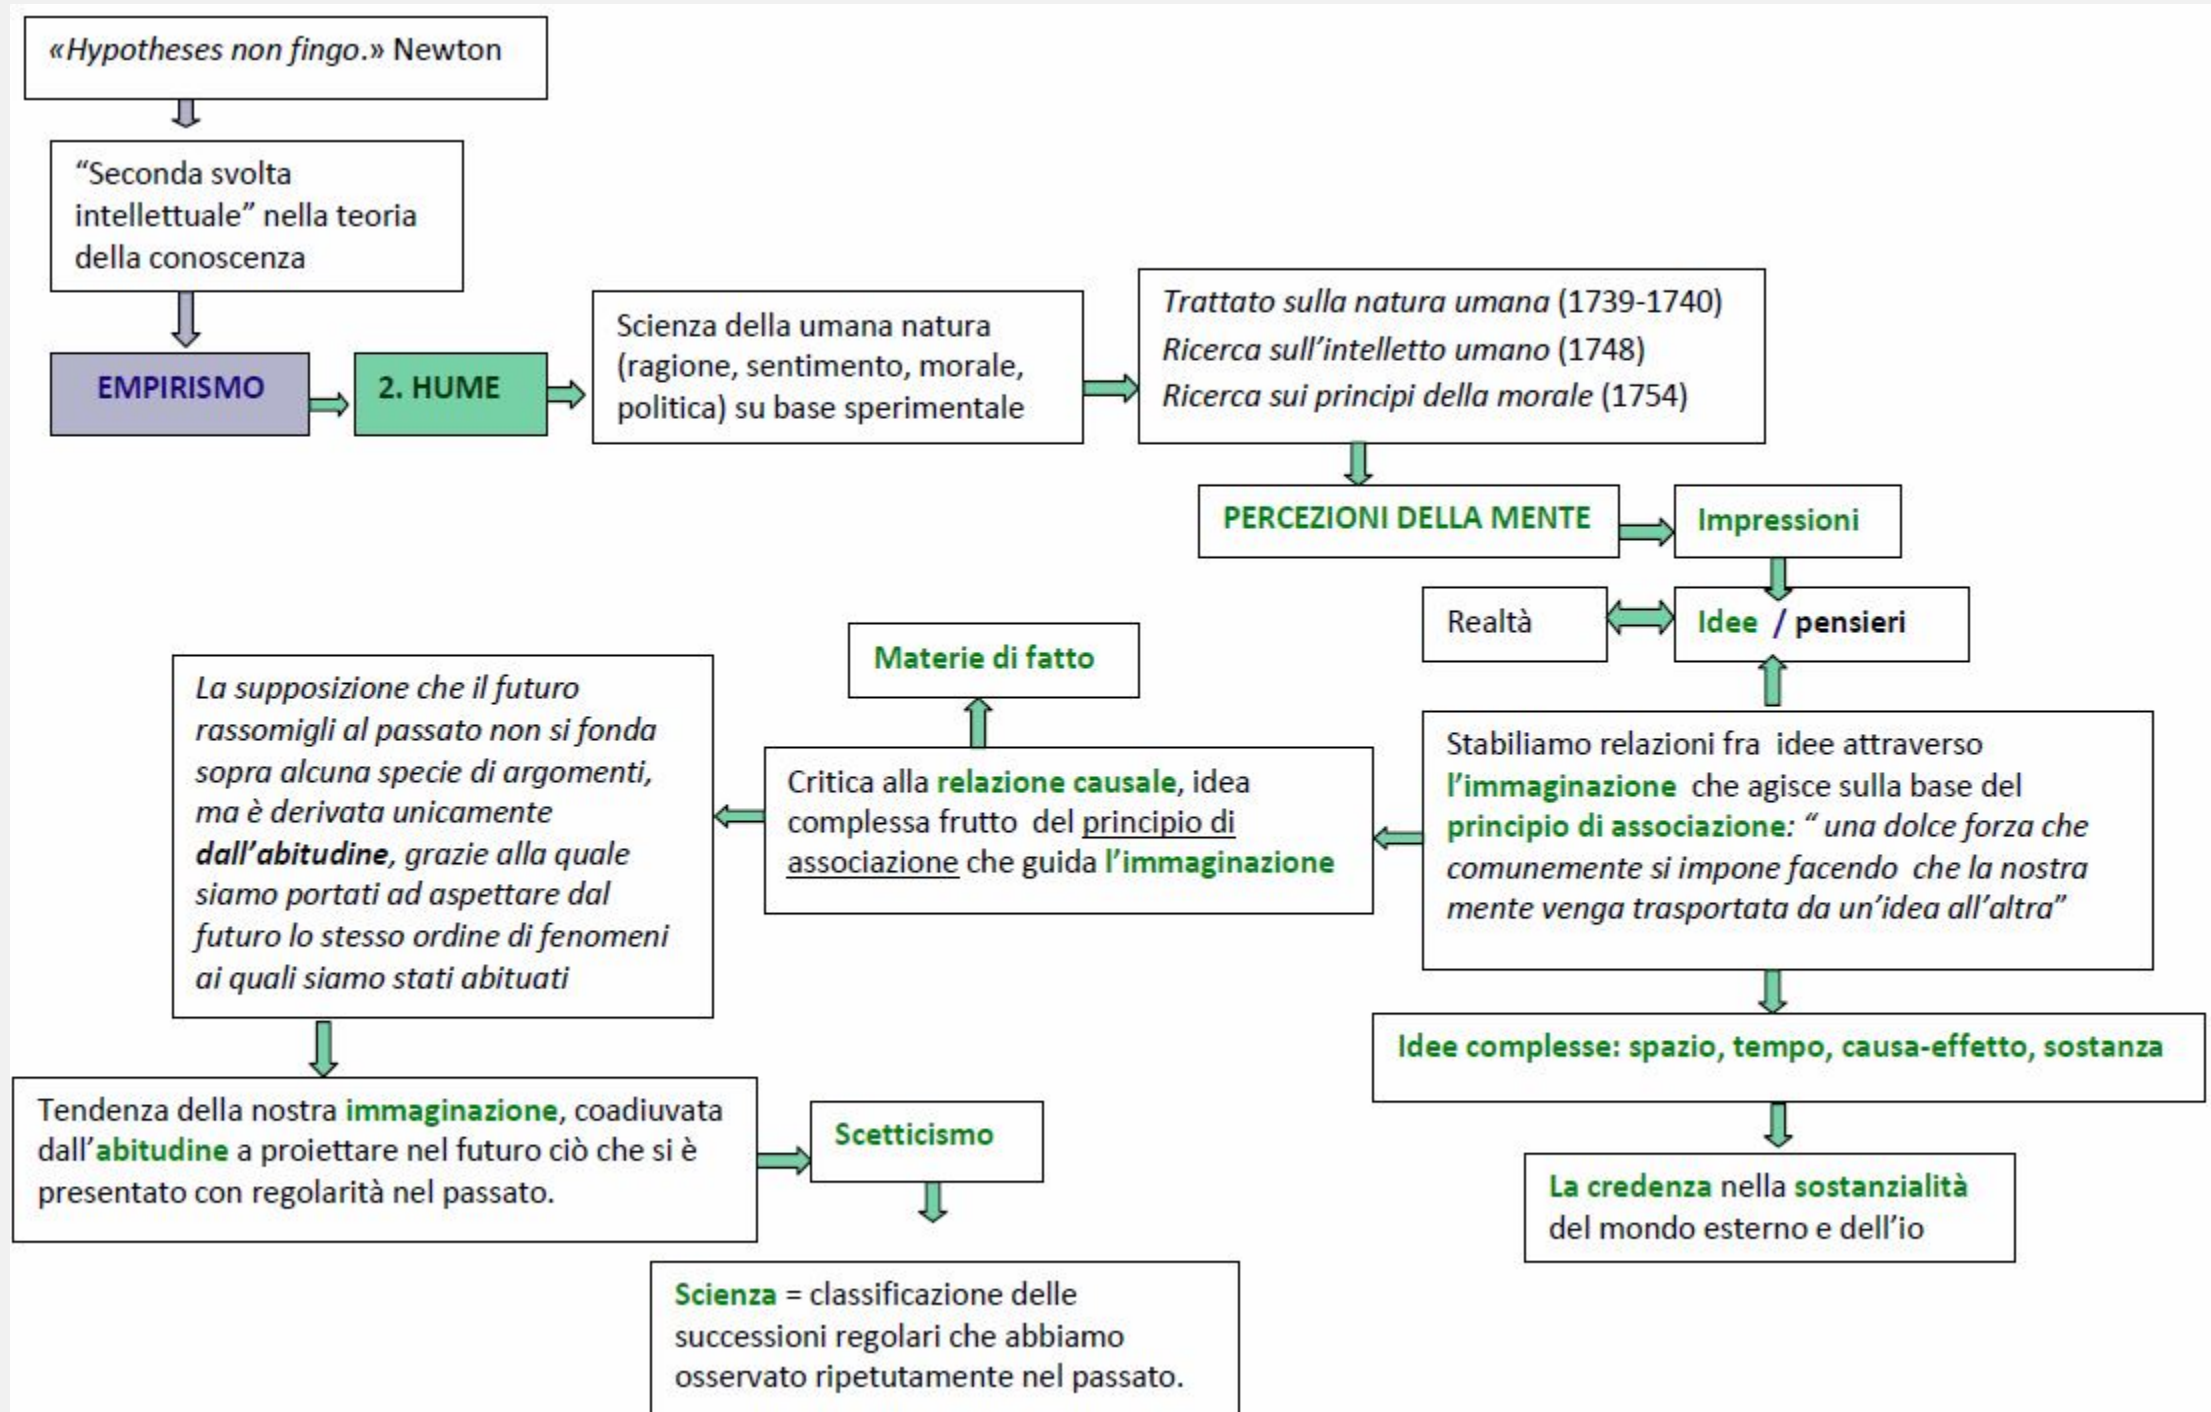 «Hypotheses non fingo.» Newton
“Seconda svolta
intellettuale” nella teoria
della conoscenza
EMPIRISMO
2. HUME
Scienza della umana natura
(ragione, sentimento, morale,
politica) su base sperimentale
Trattato sulla natura umana (1739-1740)
Ricerca sull’intelletto umano (1748)
Ricerca sui principi della morale (1754)
PERCEZIONI DELLA MENTE
Impressioni
Realtà
Idee / pensieri
Stabiliamo relazioni fra idee attraverso
l’immaginazione che agisce sulla base del
principio di associazione: “ una dolce forza che
comunemente si impone facendo che la nostra
mente venga trasportata da un’idea all’altra”
Materie di fatto
Critica alla relazione causale, idea
complessa frutto del principio di
associazione che guida l’immaginazione
La supposizione che il futuro
rassomigli al passato non si fonda
sopra alcuna specie di argomenti,
ma è derivata unicamente
dall’abitudine, grazie alla quale
siamo portati ad aspettare dal
futuro lo stesso ordine di fenomeni
ai quali siamo stati abituati
Idee complesse: spazio, tempo, causa-effetto, sostanza
La credenza nella sostanzialità
del mondo esterno e dell’io
Tendenza della nostra immaginazione, coadiuvata
dall’abitudine a proiettare nel futuro ciò che si è
presentato con regolarità nel passato.
Scetticismo
Scienza = classificazione delle
successioni regolari che abbiamo
osservato ripetutamente nel passato.